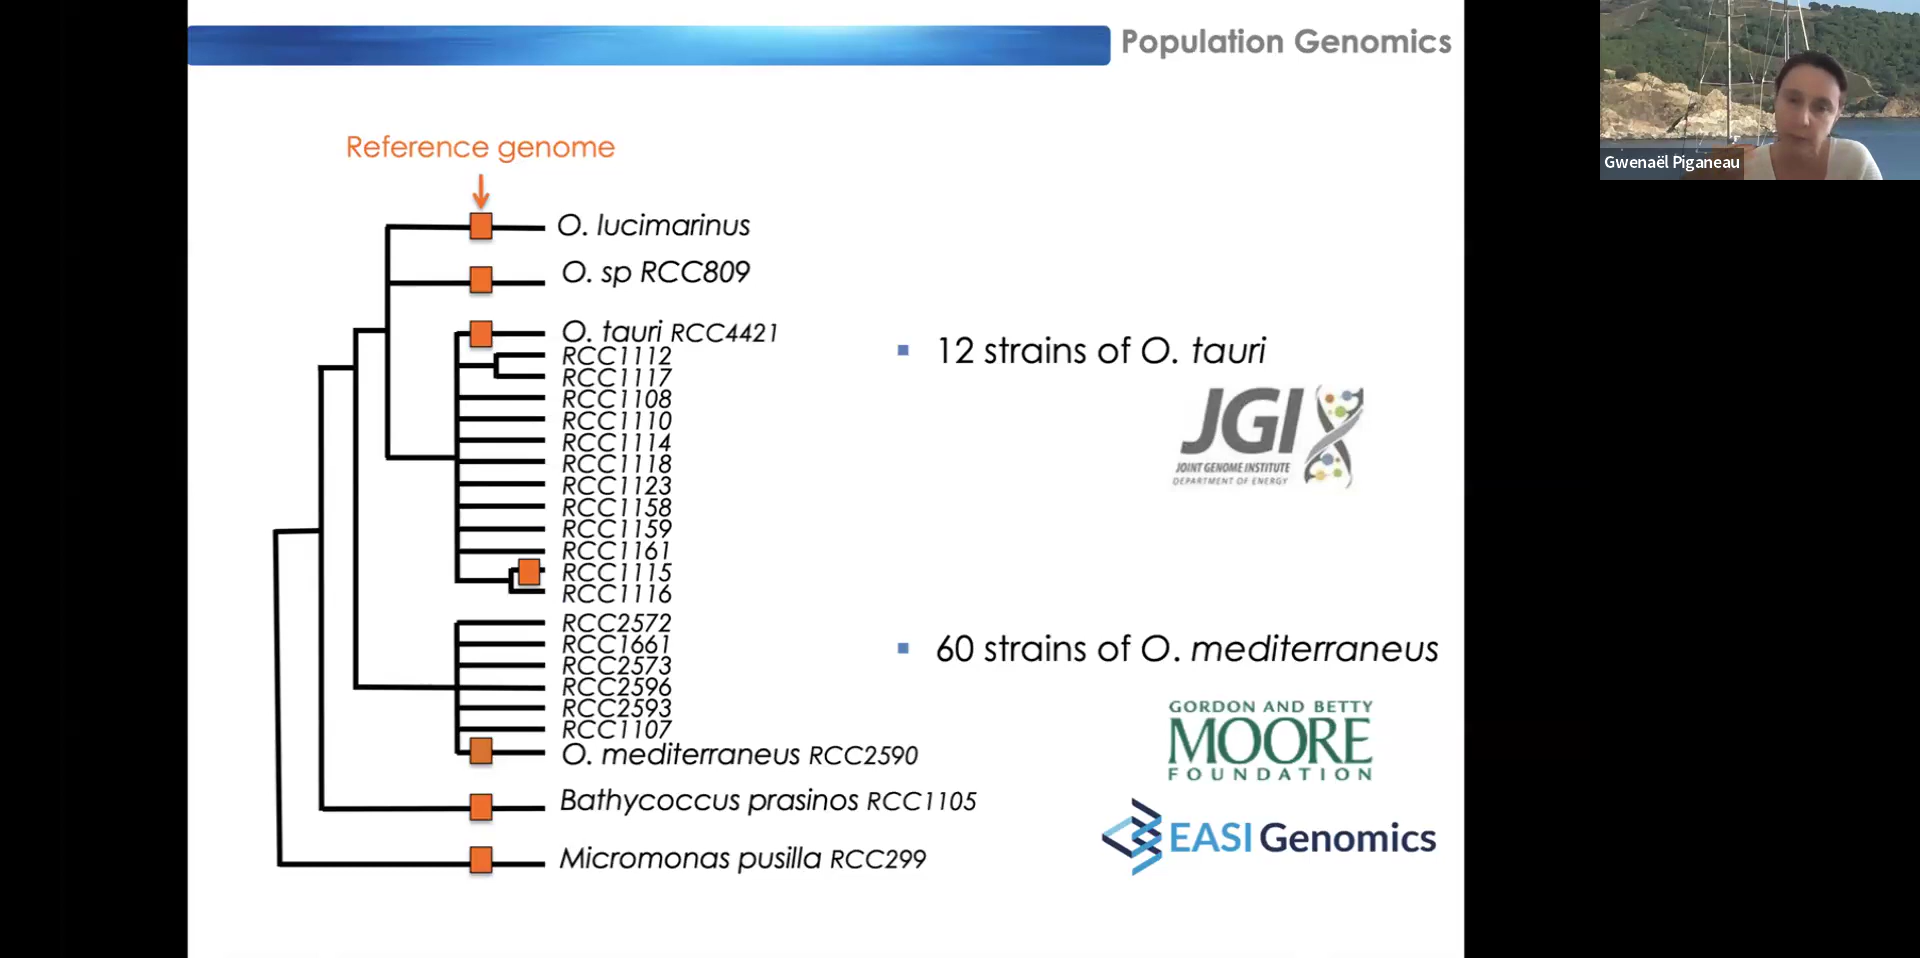 Population Genomics
Gwenaël Piganeau
Reference genome
O. lucimarinus
O. sp RCC809
O. tauri RCC4421
RCC1112
RCC1117
RCC1108
RCC1110
RCC1114
RCC1118
RCC1123
RCC1158
RCC1159
RCC1161
RCC1115
RCC1116
RCC2572
RCC1661
RCC2573
RCC2596
RCC2593
RCC1107
O. mediterraneus RCC2590
Bathycoccus prasinos RCC1105
Micromonas pusilla RCC299
▪ 12 strains of O. tauri
JGI
JOINT GENOME INSTITUTE
DEPARTMENT OF ENERGY
▪ 60 strains of O. mediterraneus
GORDON AND BETTY
MOORE
FOUNDATION
EASI Genomics